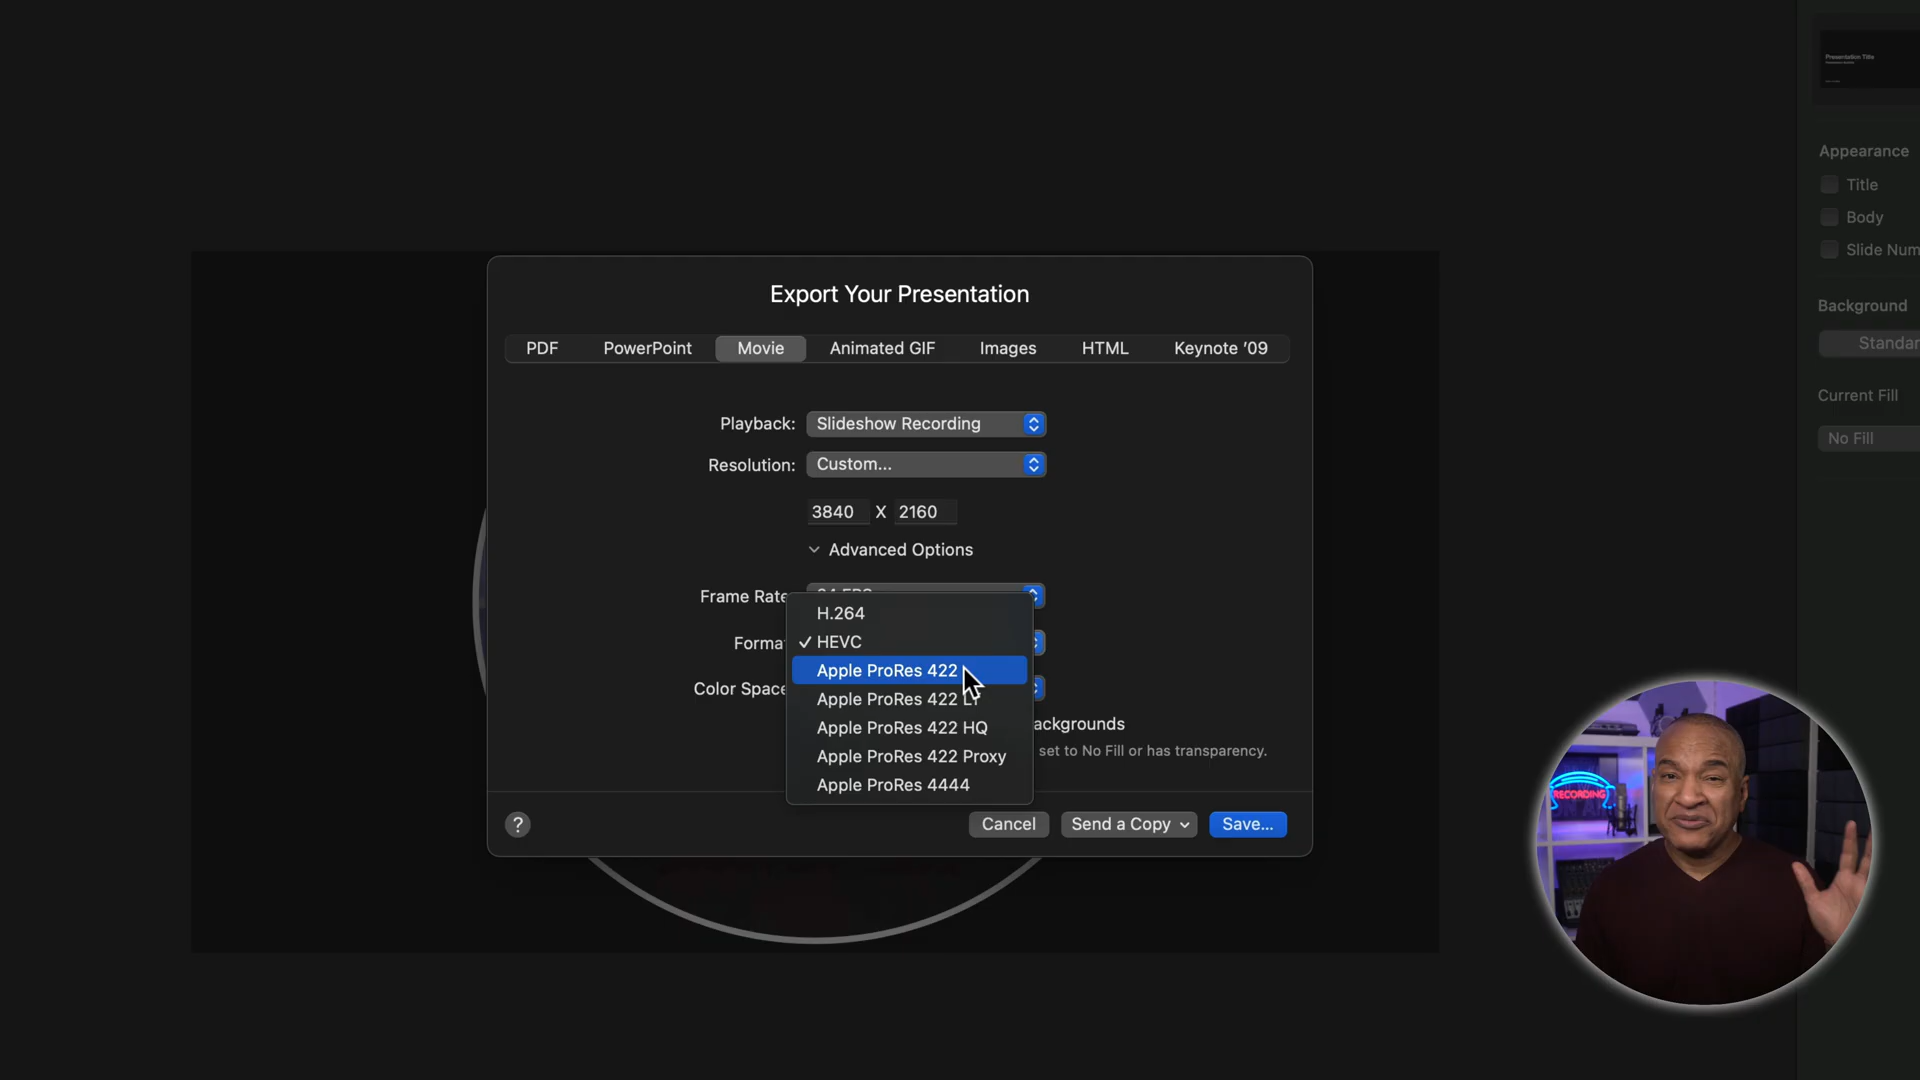 Presentation Title
Appearance
Title
Body
Slide Num
Background
Standar
Current Fill
No Fill
Export Your Presentation
PDF PowerPoint Movie Animated GIF Images HTML Keynote ’09
Playback: Slideshow Recording
Resolution: Custom...
3840 X 2160
Advanced Options
Frame Rate
H.264
Format ✓ HEVC
Apple ProRes 422
Color Space
Apple ProRes 422 LT
Apple ProRes 422 HQ
ackgrounds
Apple ProRes 422 Proxy
set to No Fill or has transparency.
Apple ProRes 4444
? Cancel Send a Copy Save...
RECORDING